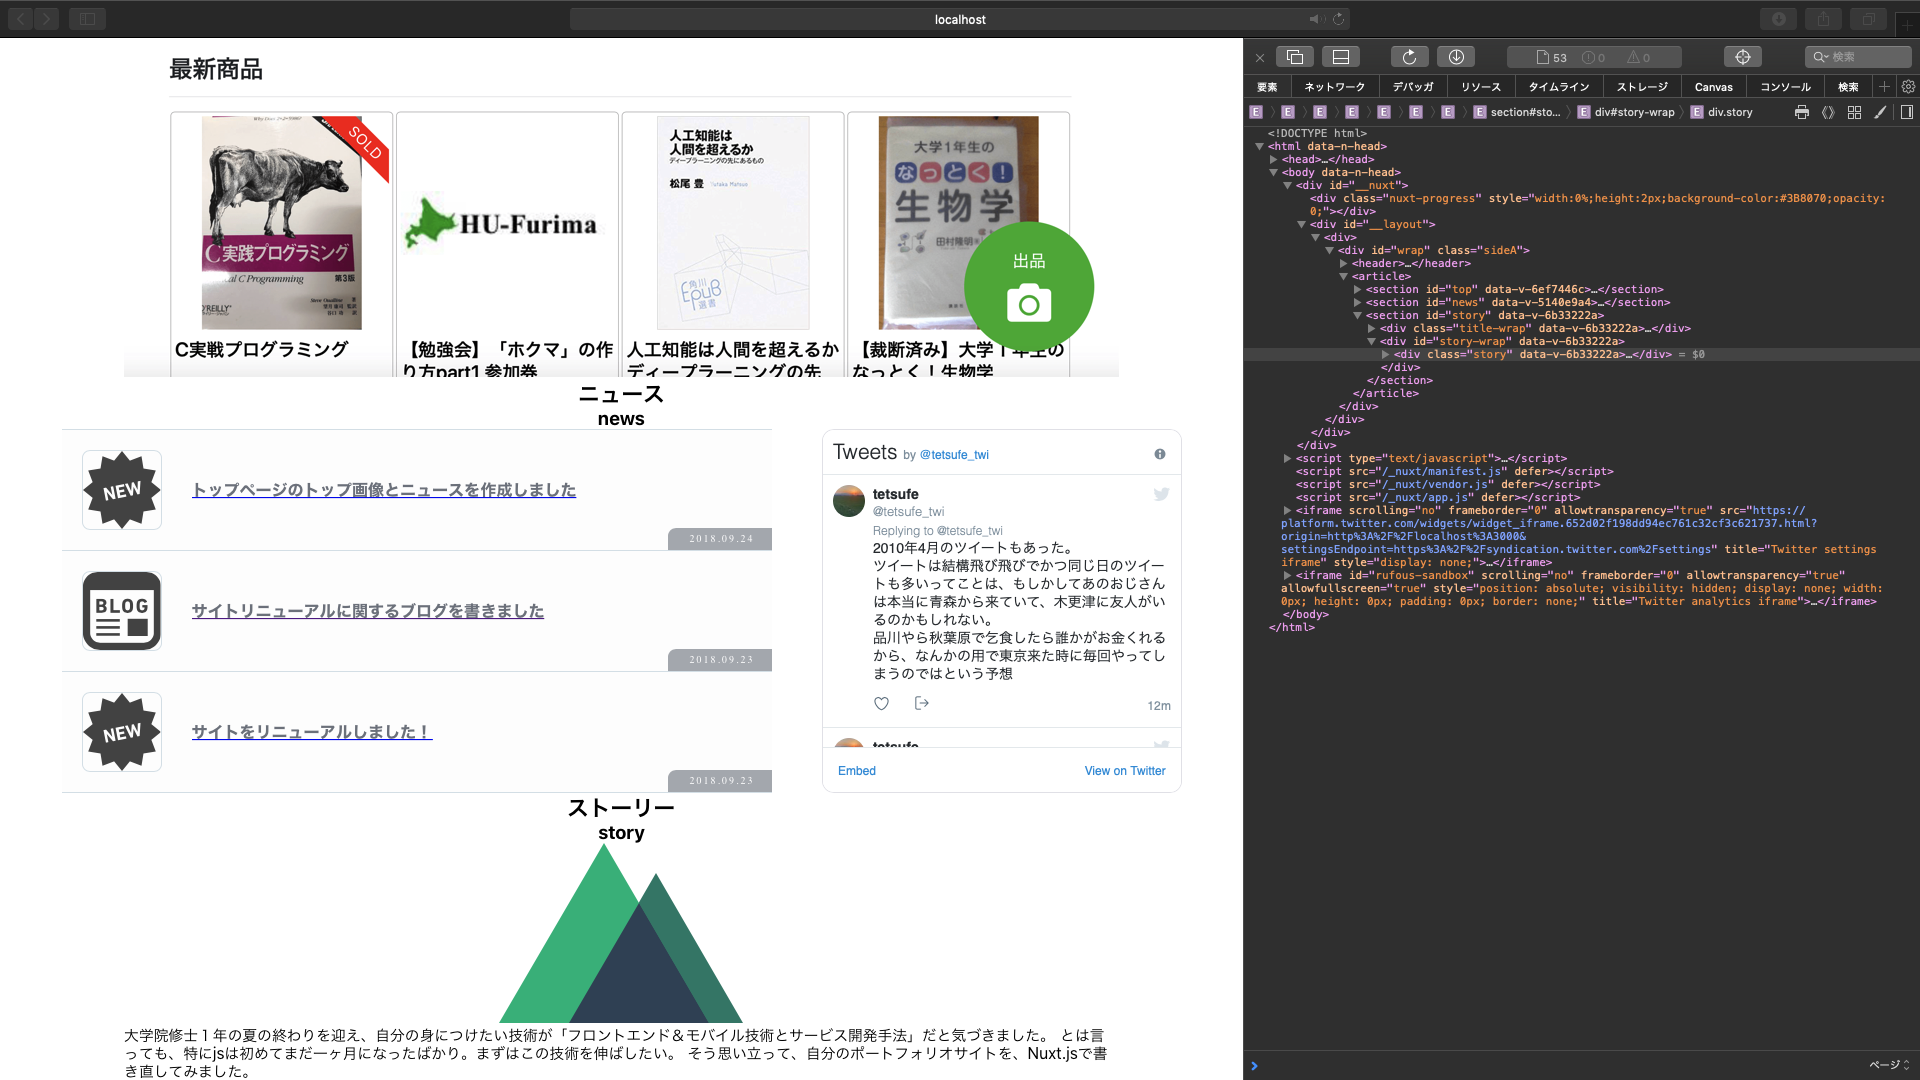 localhost
最新商品
SOLD
C実践プログラミング
第3版
Practical C Programming
O'REILLY
HU-Furima
人工知能は
人間を超えるか
ディープラーニングの先にあるもの
松尾 豊 Yutaka Matsuo
角川
EPUB
選書
大学1年生の
なっとく!
生物学
田村隆明
出品
C実戦プログラミング
【勉強会】「ホクマ」の作
り方part1 参加券
人工知能は人間を超えるか
ディープラーニングの先
【裁断済み】大学１年生の
なっとく！生物学
ニュース
news
NEW
トップページのトップ画像とニュースを作成しました
2018.09.24
BLOG
サイトリニューアルに関するブログを書きました
2018.09.23
NEW
サイトをリニューアルしました！
2018.09.23
Tweets by @tetsufe_twi
tetsufe
@tetsufe_twi
Replying to @tetsufe_twi
2010年4月のツイートもあった。
ツイートは結構飛び飛びでかつ同じ日のツイー
トも多いってことは、もしかしてあのおじさん
は本当に青森から来ていて、木更津に友人がい
るのかもしれない。
品川やら秋葉原で乞食したら誰かがお金くれる
から、なんかの用で東京来た時に毎回やってし
まうのではという予想
12m
tetsufe
Embed
View on Twitter
ストーリー
story
大学院修士１年の夏の終わりを迎え、自分の身につけたい技術が「フロントエンド＆モバイル技術とサービス開発手法」だと気づきました。 とは言
っても、特にjsは初めてまだ一ヶ月になったばかり。まずはこの技術を伸ばしたい。 そう思い立って、自分のポートフォリオサイトを、Nuxt.jsで書
き直してみました。
53 0 0
検索
要素 ネットワーク デバッガ リソース タイムライン ストレージ Canvas コンソール 検索
E E E E E E E E section#sto... E div#story-wrap E div.story
<!DOCTYPE html>
<html data-n-head>
<head>…</head>
<body data-n-head>
<div id="__nuxt">
<div class="nuxt-progress" style="width:0%;height:2px;background-color:#3B8070;opacity:
0;"></div>
<div id="__layout">
<div>
<div id="wrap" class="sideA">
<header>…</header>
<article>
<section id="top" data-v-6ef7446c>…</section>
<section id="news" data-v-5140e9a4>…</section>
<section id="story" data-v-6b33222a>
<div class="title-wrap" data-v-6b33222a>…</div>
<div id="story-wrap" data-v-6b33222a>
<div class="story" data-v-6b33222a>…</div> = $0
</div>
</section>
</article>
</div>
</div>
</div>
</div>
<script type="text/javascript">…</script>
<script src="/_nuxt/manifest.js" defer></script>
<script src="/_nuxt/vendor.js" defer></script>
<script src="/_nuxt/app.js" defer></script>
<iframe scrolling="no" frameborder="0" allowtransparency="true" src="https://
platform.twitter.com/widgets/widget_iframe.652d02f198dd94ec761c32cf3c621737.html?
origin=http%3A%2F%2Flocalhost%3A3000&
settingsEndpoint=https%3A%2F%2Fsyndication.twitter.com%2Fsettings" title="Twitter settings
iframe" style="display: none;">…</iframe>
<iframe id="rufous-sandbox" scrolling="no" frameborder="0" allowtransparency="true"
allowfullscreen="true" style="position: absolute; visibility: hidden; display: none; width:
0px; height: 0px; padding: 0px; border: none;" title="Twitter analytics iframe">…</iframe>
</body>
</html>
ページ